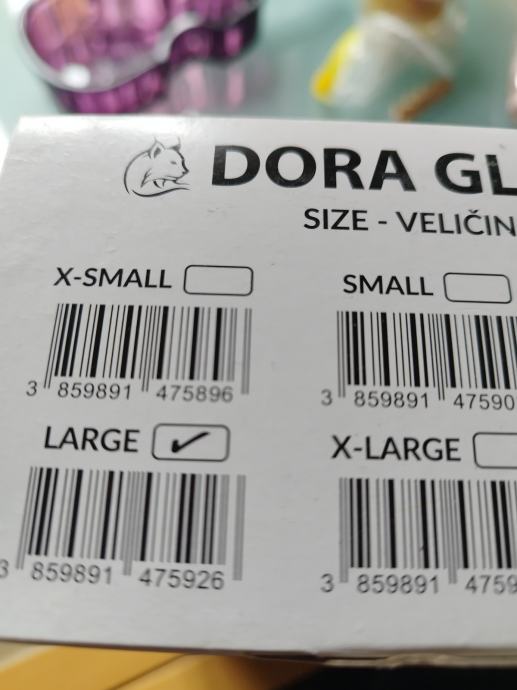 DORA GL
SIZE - VELIČIN
X-SMALL SMALL
3 859891 475896 3 859891 47590
LARGE ✓ X-LARGE
3 859891 475926 3 859891 4759